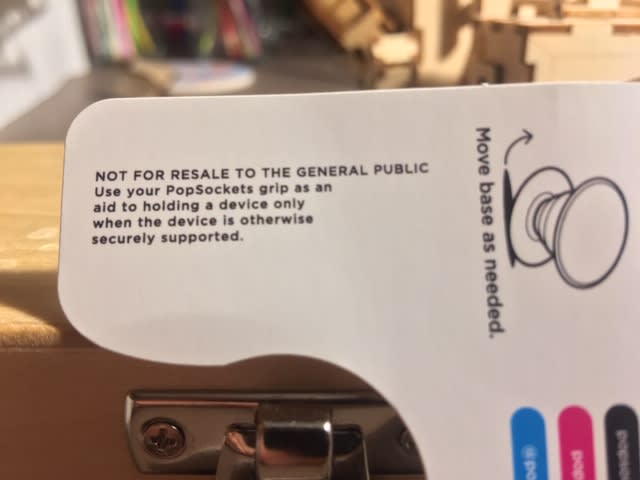 NOT FOR RESALE TO THE GENERAL PUBLIC
Use your PopSockets grip as an
aid to holding a device only
when the device is otherwise
securely supported.
Move base as needed.